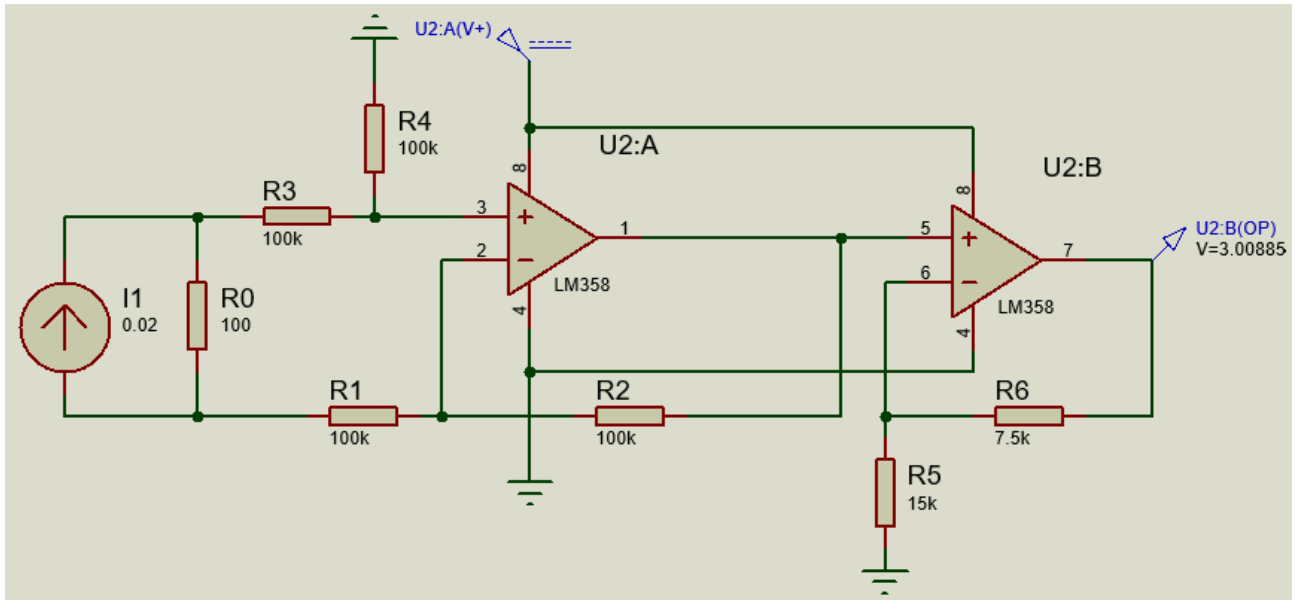 U2:A(V+)
R4
100k
U2:A
8
R3
100k
3
2
1
LM358
4
U2:B
8
5
6
7
LM358
4
U2:B(OP)
V=3.00885
I1
0.02
R0
100
R1
100k
R2
100k
R6
7.5k
R5
15k